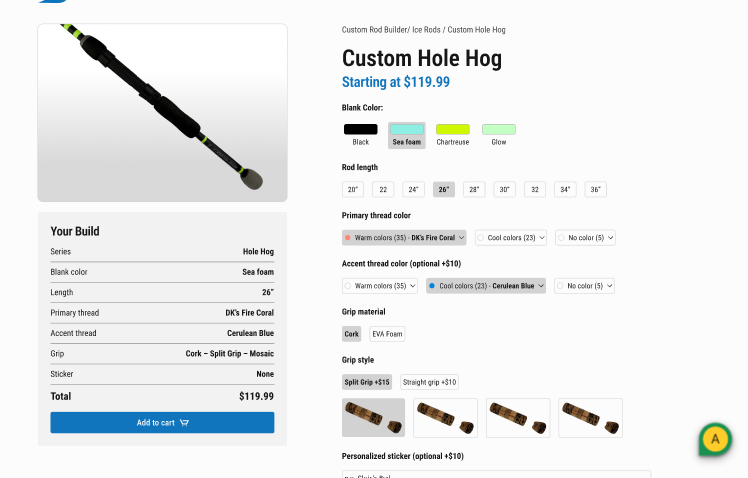 Custom Rod Builder/ Ice Rods / Custom Hole Hog
Custom Hole Hog
Starting at $119.99
Blank Color:
Black Sea foam Chartreuse Glow
Rod length
20" 22 24" 26" 28" 30" 32 34" 36"
Primary thread color
Warm colors (35) - DK's Fire Coral Cool colors (23) No color (5)
Accent thread color (optional +$10)
Warm colors (35) Cool colors (23) - Cerulean Blue No color (5)
Grip material
Cork EVA Foam
Grip style
Split Grip +$15 Straight grip +$10
Personalized sticker (optional +$10)
Your Build
Series Hole Hog
Blank color Sea foam
Length 26"
Primary thread DK's Fire Coral
Accent thread Cerulean Blue
Grip Cork – Split Grip – Mosaic
Sticker None
Total $119.99
Add to cart
A